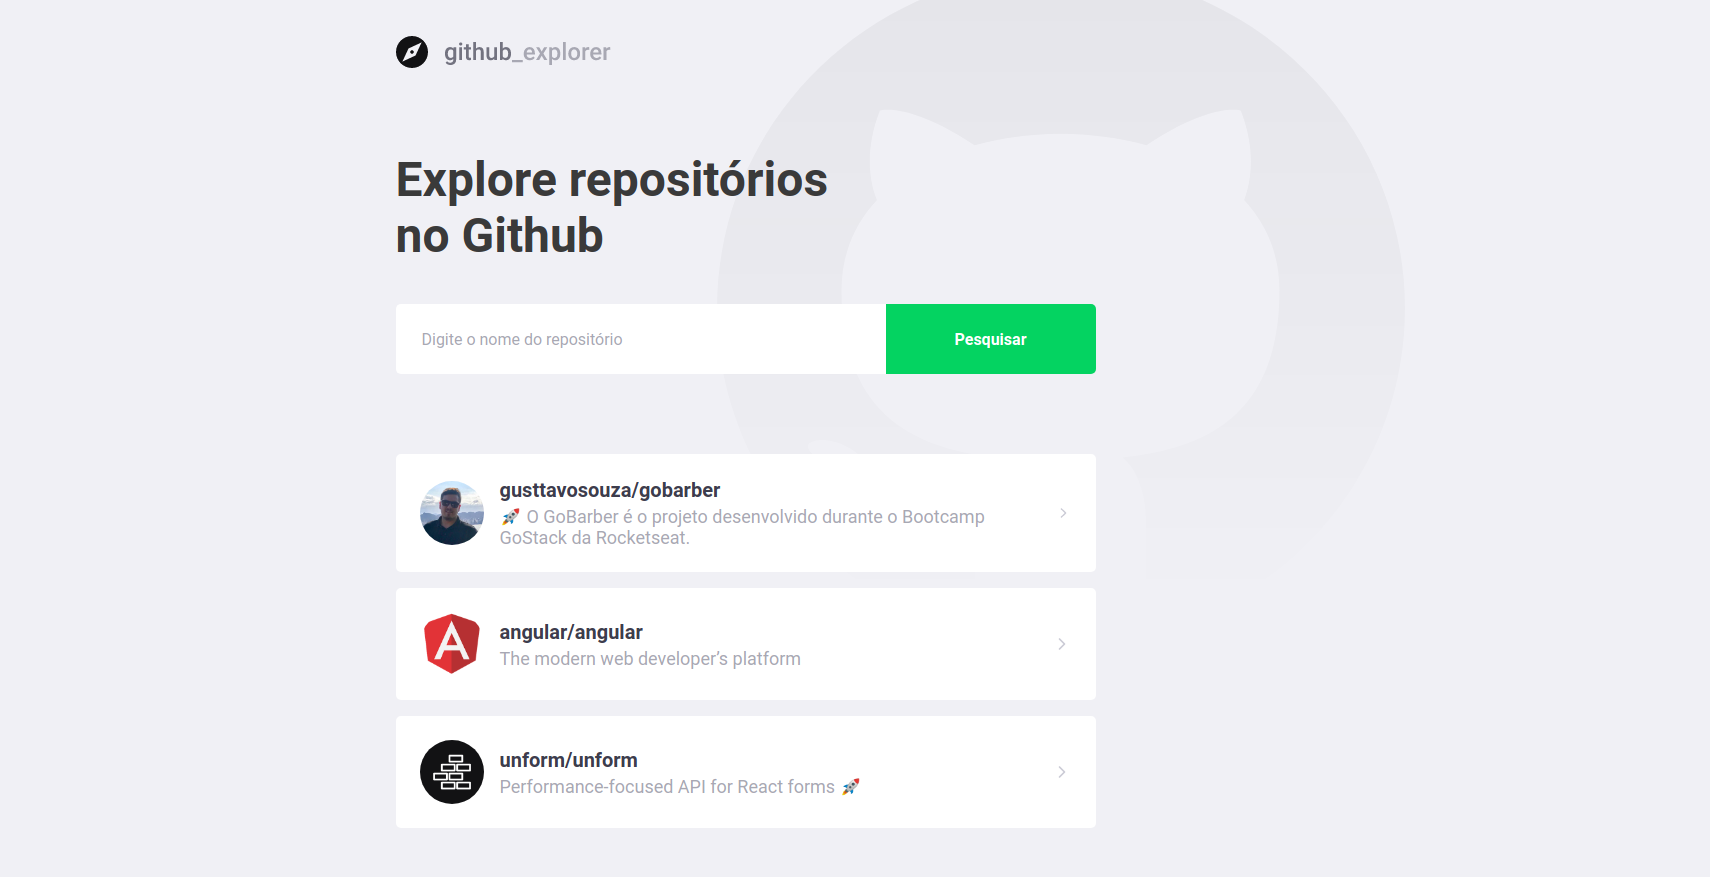 github_explorer
Explore repositórios
no Github
Digite o nome do repositório
Pesquisar
gusttavosouza/gobarber
🚀 O GoBarber é o projeto desenvolvido durante o Bootcamp
GoStack da Rocketseat.
angular/angular
The modern web developer’s platform
unform/unform
Performance-focused API for React forms 🚀